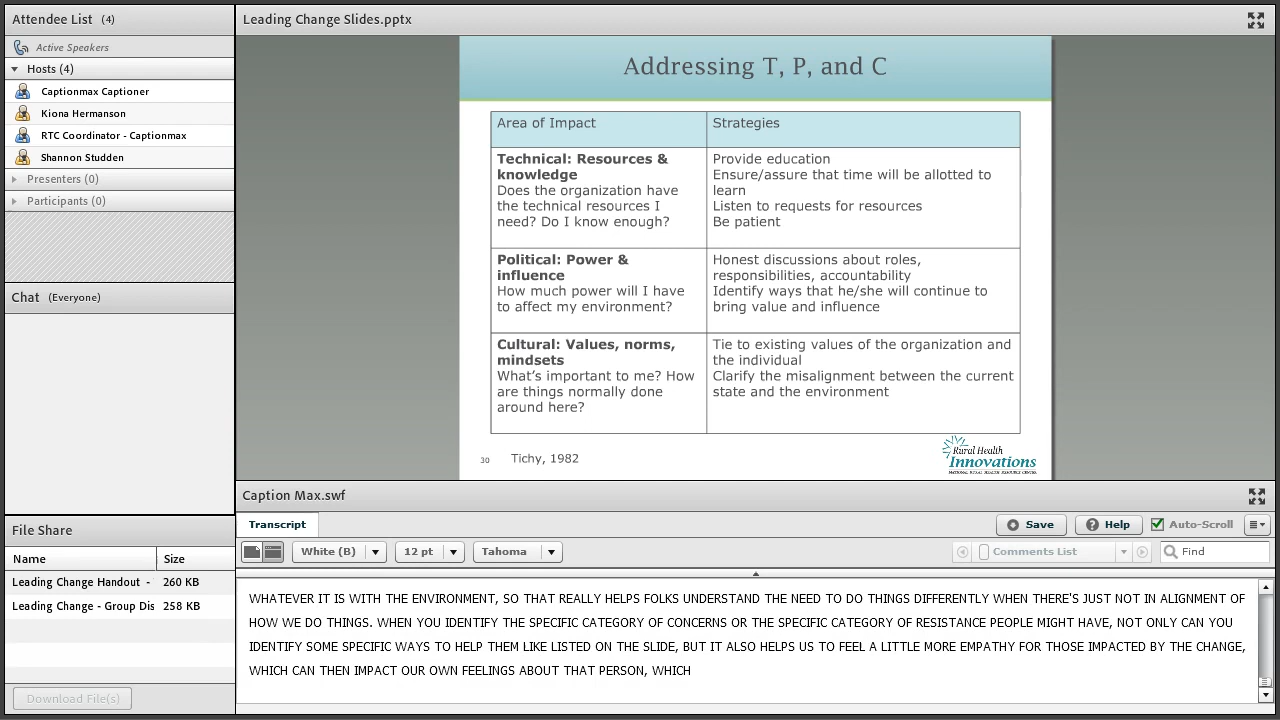 Attendee List (4)
Active Speakers
Hosts (4)
Captionmax Captioner
Kiona Hermanson
RTC Coordinator - Captionmax
Shannon Studden
Presenters (0)
Participants (0)
Chat (Everyone)
File Share
Name Size
Leading Change Handout - 260 KB
Leading Change - Group Dis 258 KB
Download File(s)
Leading Change Slides.pptx
Addressing T, P, and C
Area of Impact
Strategies
Technical: Resources &
knowledge
Does the organization have
the technical resources I
need? Do I know enough?
Provide education
Ensure/assure that time will be allotted to
learn
Listen to requests for resources
Be patient
Political: Power &
influence
How much power will I have
to affect my environment?
Honest discussions about roles,
responsibilities, accountability
Identify ways that he/she will continue to
bring value and influence
Cultural: Values, norms,
mindsets
What's important to me? How
are things normally done
around here?
Tie to existing values of the organization and
the individual
Clarify the misalignment between the current
state and the environment
30 Tichy, 1982
Rural Health
Innovations
NATIONAL RURAL HEALTH RESOURCE CENTER
Caption Max.swf
Transcript
Save
Help
Auto-Scroll
White (B)
12 pt
Tahoma
Comments List
Find
WHATEVER IT IS WITH THE ENVIRONMENT, SO THAT REALLY HELPS FOLKS UNDERSTAND THE NEED TO DO THINGS DIFFERENTLY WHEN THERE'S JUST NOT IN ALIGNMENT OF
HOW WE DO THINGS. WHEN YOU IDENTIFY THE SPECIFIC CATEGORY OF CONCERNS OR THE SPECIFIC CATEGORY OF RESISTANCE PEOPLE MIGHT HAVE, NOT ONLY CAN YOU
IDENTIFY SOME SPECIFIC WAYS TO HELP THEM LIKE LISTED ON THE SLIDE, BUT IT ALSO HELPS US TO FEEL A LITTLE MORE EMPATHY FOR THOSE IMPACTED BY THE CHANGE,
WHICH CAN THEN IMPACT OUR OWN FEELINGS ABOUT THAT PERSON, WHICH